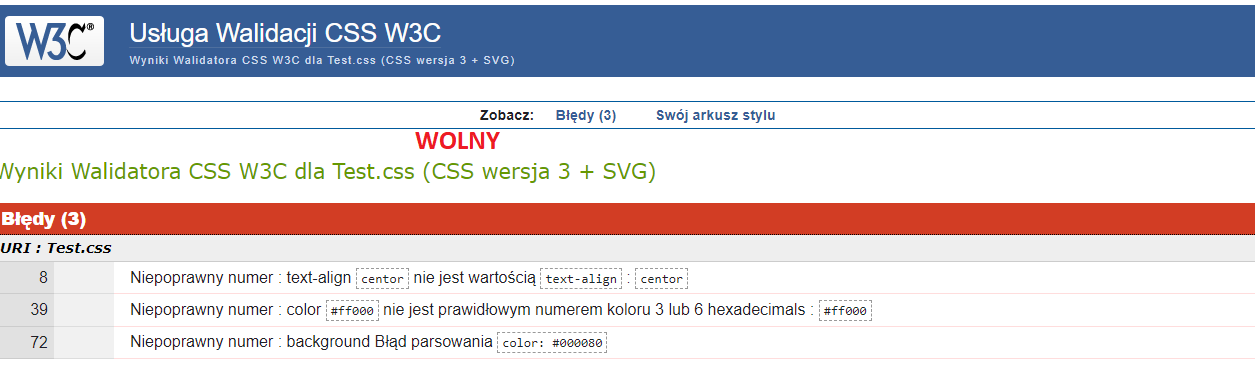 W3C®
Usługa Walidacji CSS W3C
Wyniki Walidatora CSS W3C dla Test.css (CSS wersja 3 + SVG)
Zobacz: Błędy (3) Swój arkusz stylu
WOLNY
Wyniki Walidatora CSS W3C dla Test.css (CSS wersja 3 + SVG)
Błędy (3)
URI : Test.css
8 Niepoprawny numer : text-align centor nie jest wartością text-align : centor
39 Niepoprawny numer : color #ff000 nie jest prawidłowym numerem koloru 3 lub 6 hexadecimals : #ff000
72 Niepoprawny numer : background Błąd parsowania color: #000080